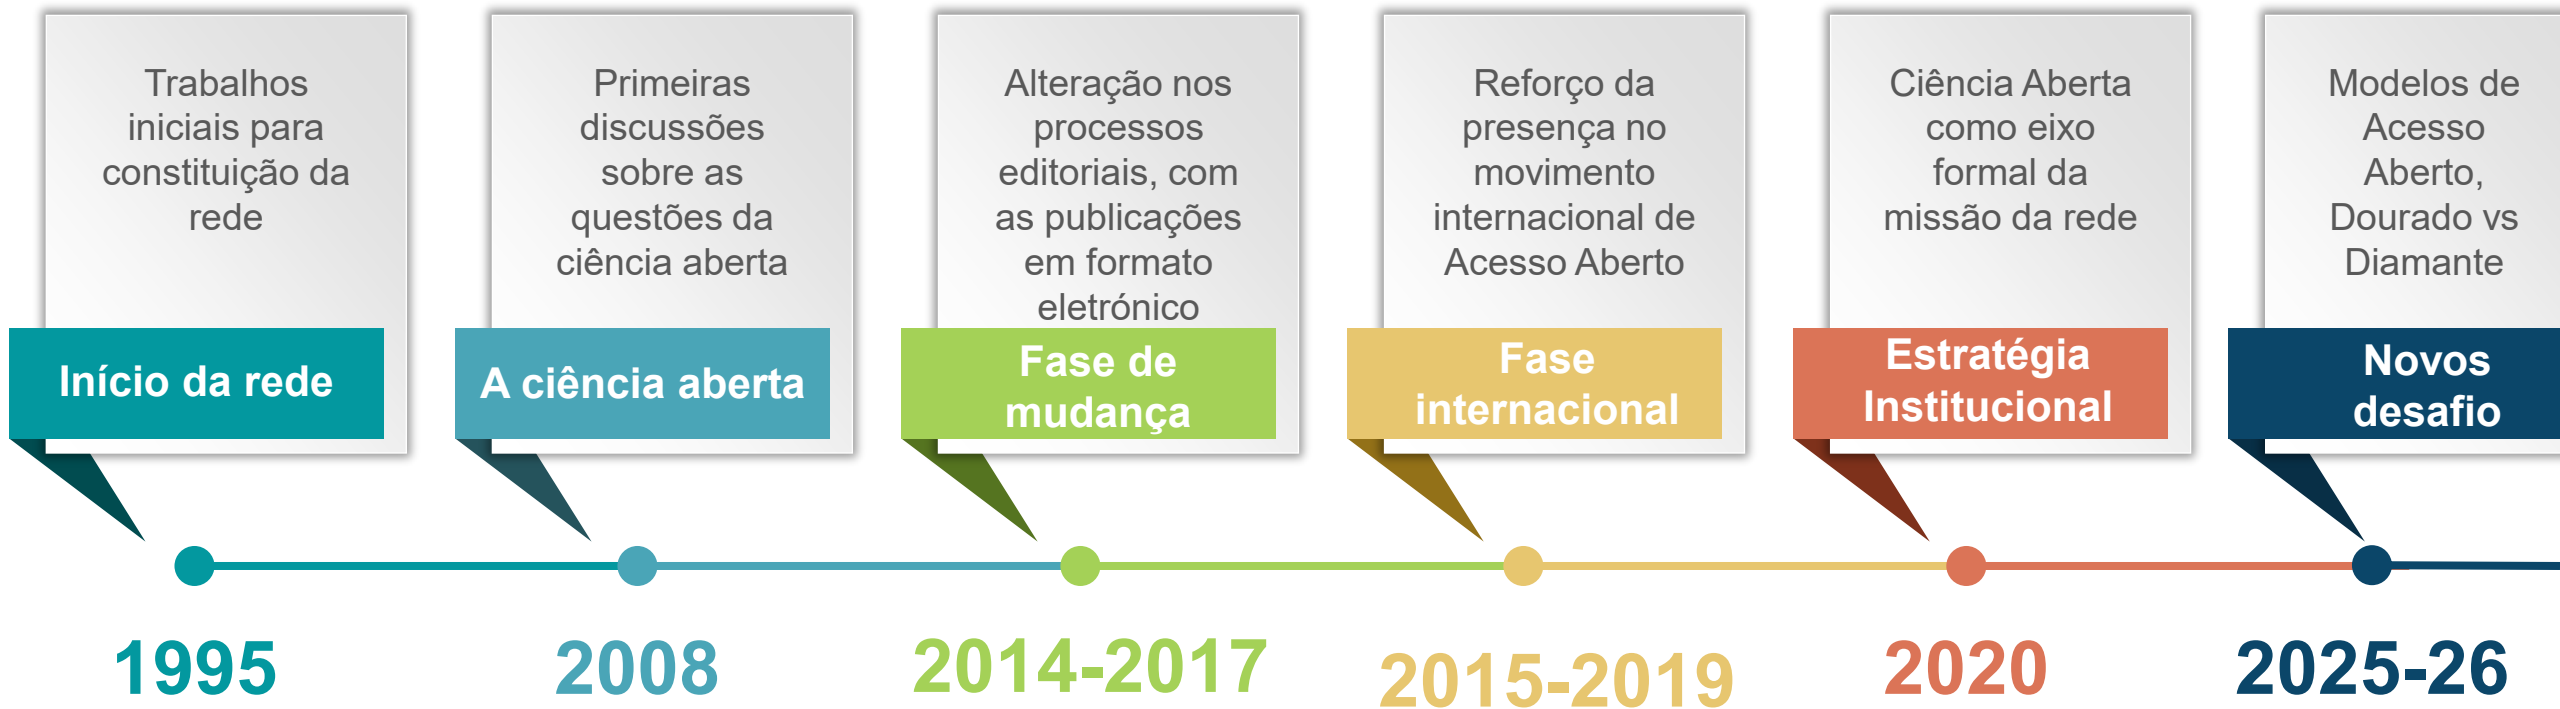 Trabalhos
iniciais para
constituição da
rede
Início da rede
1995
Primeiras
discussões
sobre as
questões da
ciência aberta
A ciência aberta
2008
Alteração nos
processos
editoriais, com
as publicações
em formato
eletrónico
Fase de
mudança
2014-2017
Reforço da
presença no
movimento
internacional de
Acesso Aberto
Fase
internacional
2015-2019
Ciência Aberta
como eixo
formal da
missão da rede
Estratégia
Institucional
2020
Modelos de
Acesso
Aberto,
Dourado vs
Diamante
Novos
desafio
2025-26